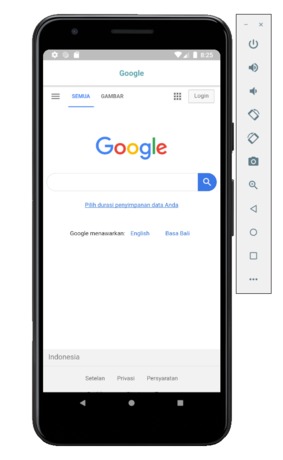 8:25
Google
SEMUA GAMBAR Login
Google
Pilih durasi penyimpanan data Anda
Google menawarkan: English Basa Bali
Indonesia
Setelan Privasi Persyaratan